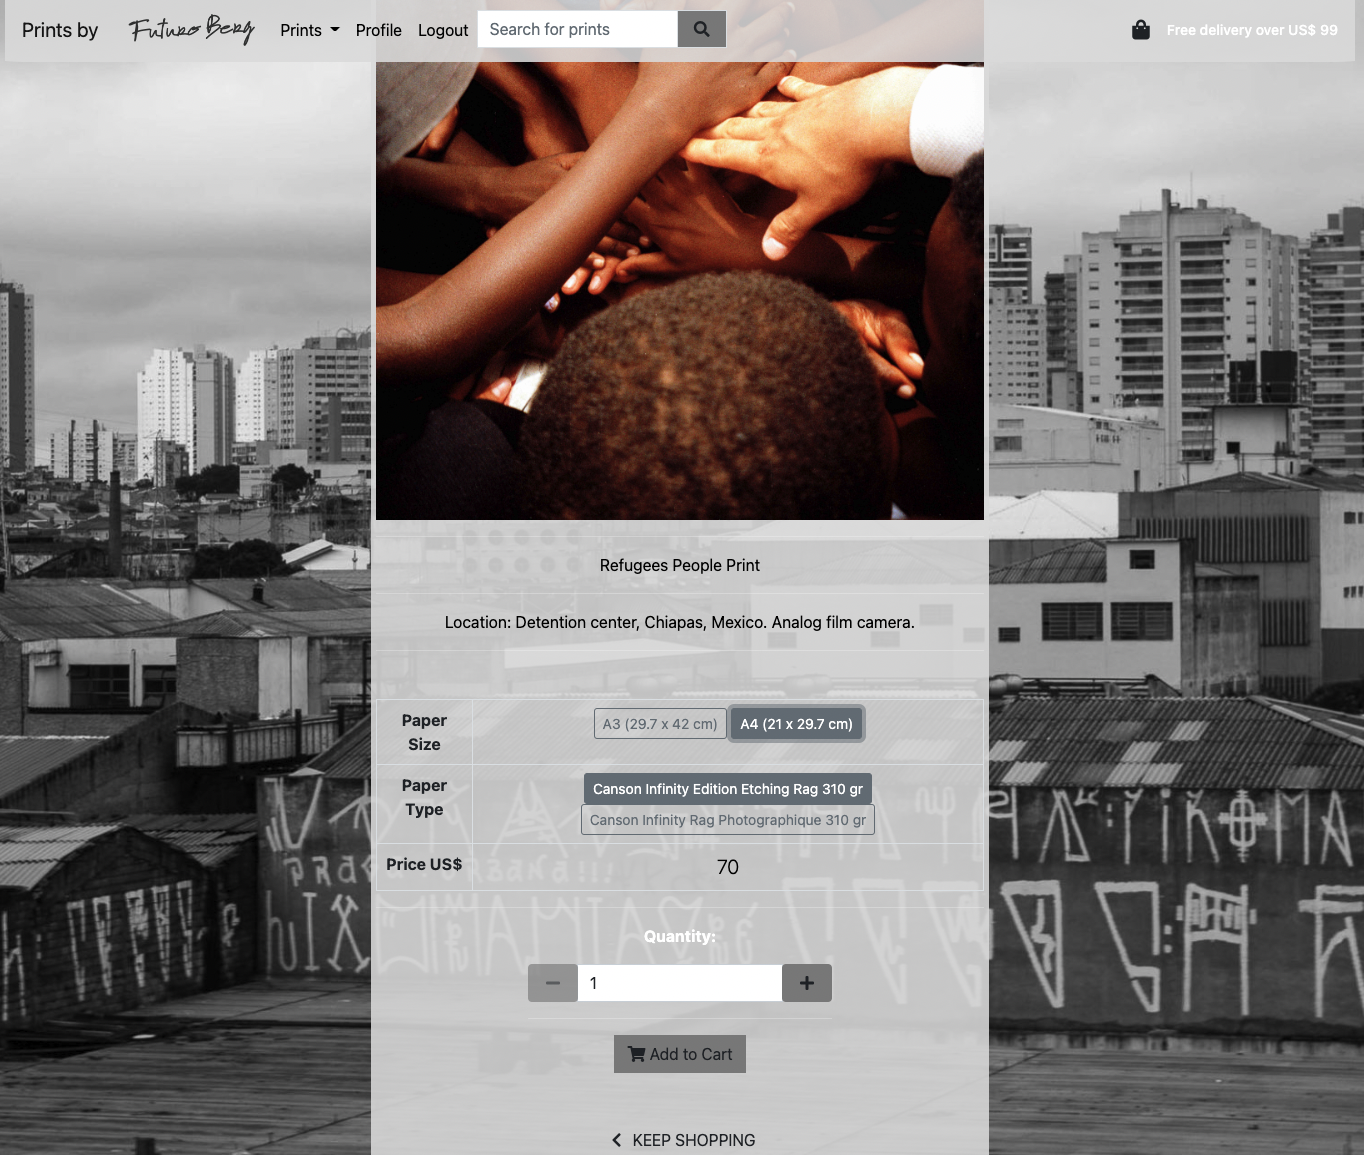 Prints by Futuro Berg Prints Profile Logout Search for prints Free delivery over US$ 99
Refugees People Print
Location: Detention center, Chiapas, Mexico. Analog film camera.
Paper Size
A3 (29.7 x 42 cm) A4 (21 x 29.7 cm)
Paper Type
Canson Infinity Edition Etching Rag 310 gr
Canson Infinity Rag Photographique 310 gr
Price US$ 70
Quantity:
1
Add to Cart
KEEP SHOPPING